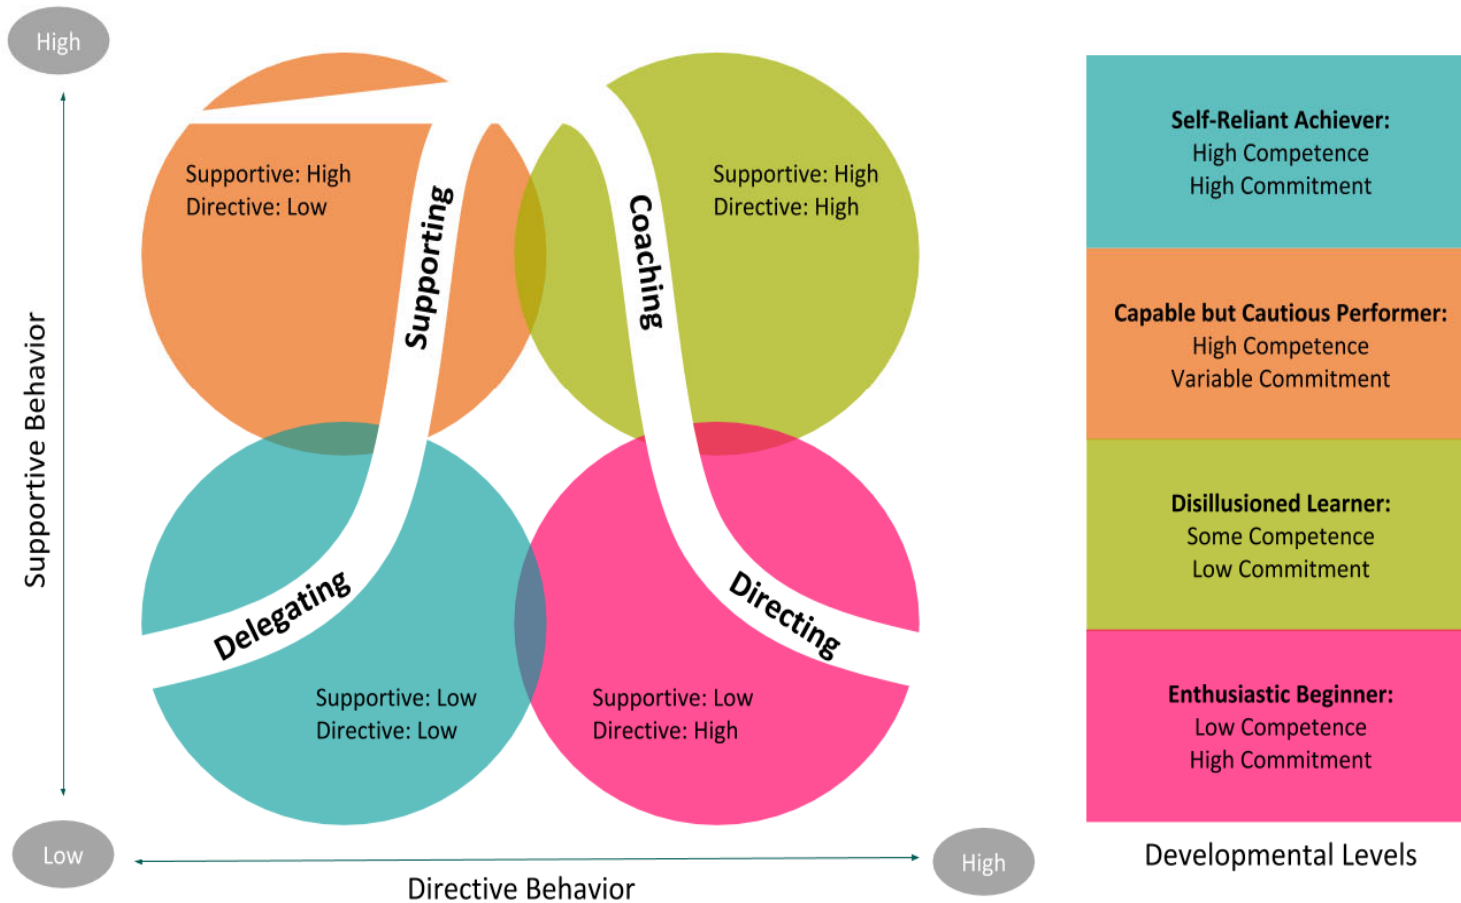 High
Supportive Behavior
Supportive: High
Directive: Low
Supporting
Supportive: High
Directive: High
Coaching
Delegating
Supportive: Low
Directive: Low
Directing
Supportive: Low
Directive: High
Low
Directive Behavior
High
Self-Reliant Achiever:
High Competence
High Commitment
Capable but Cautious Performer:
High Competence
Variable Commitment
Disillusioned Learner:
Some Competence
Low Commitment
Enthusiastic Beginner:
Low Competence
High Commitment
Developmental Levels